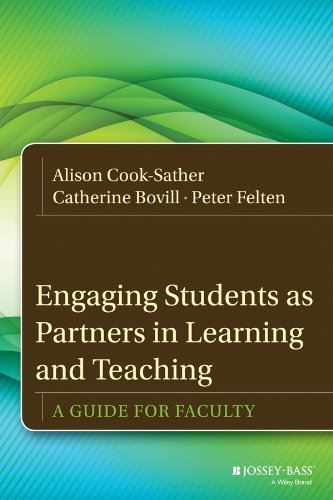 Alison Cook-Sather
Catherine Bovill · Peter Felten
Engaging Students as
Partners in Learning
and Teaching
A GUIDE FOR FACULTY
JOSSEY-BASS™
A Wiley Brand